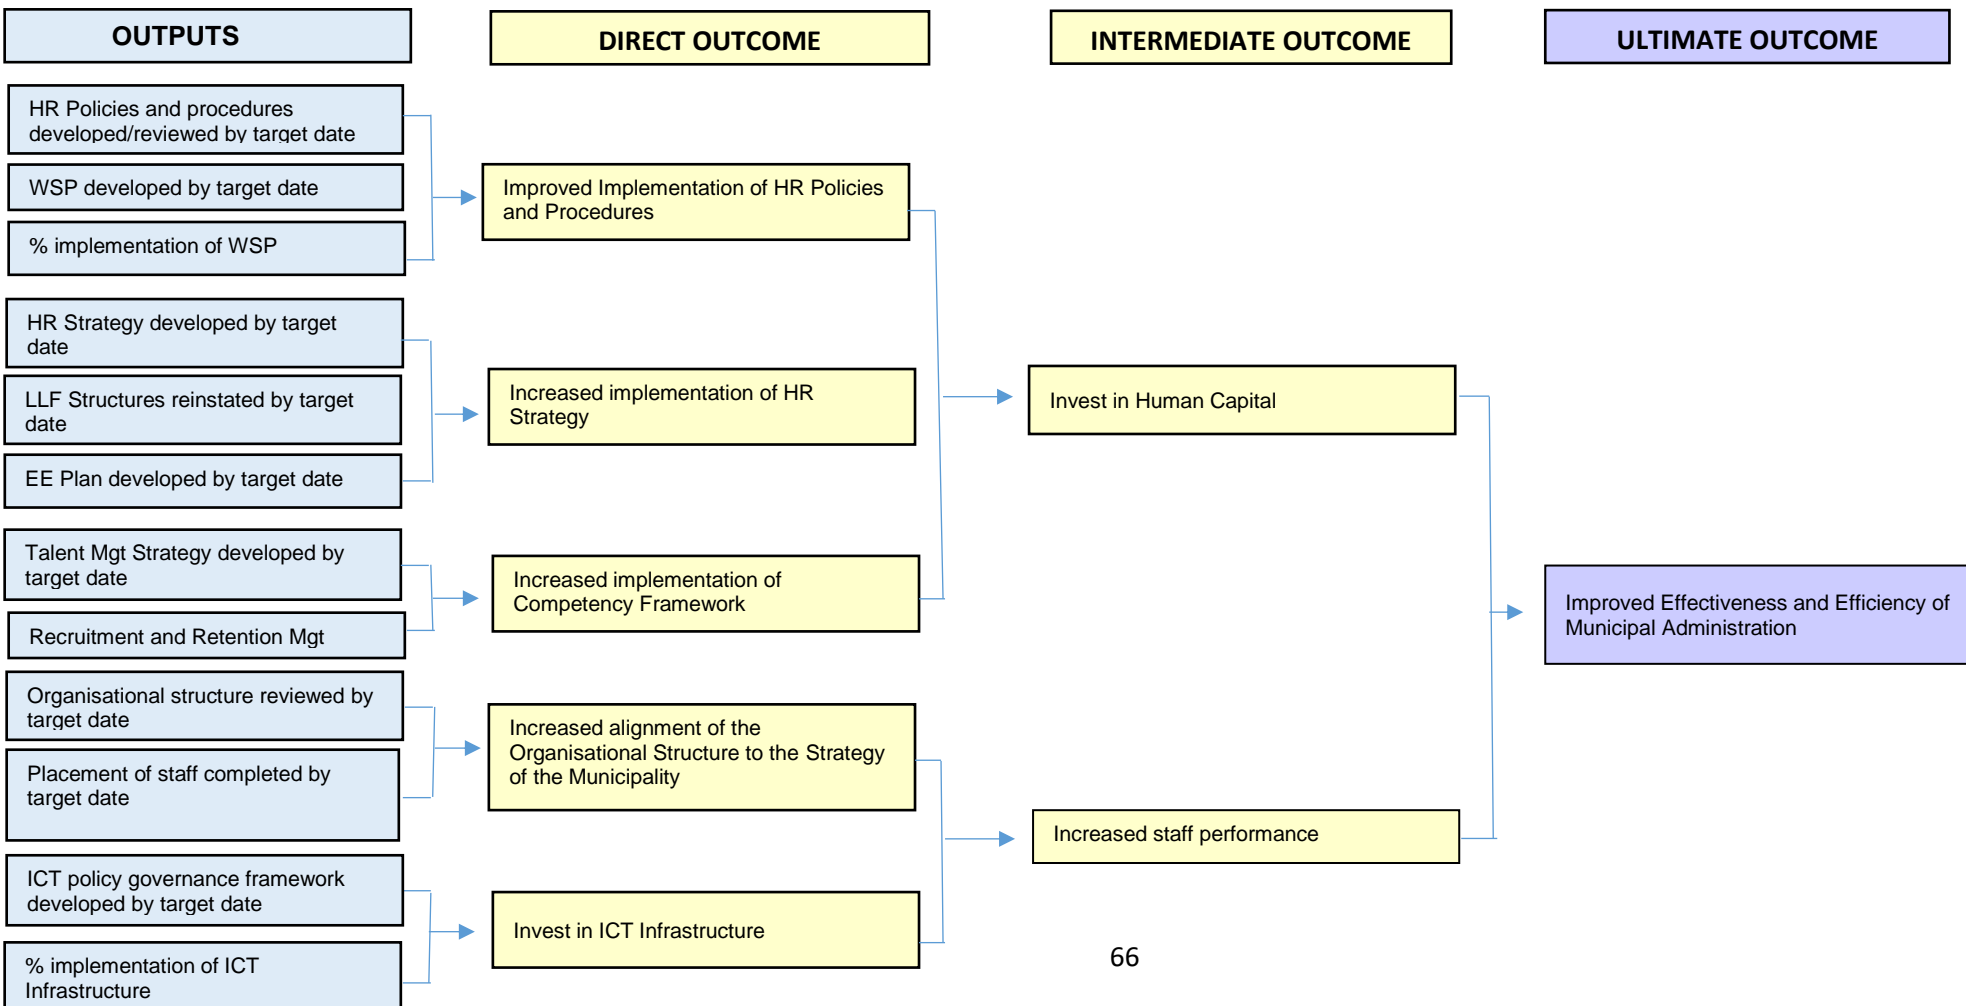 OUTPUTS
DIRECT OUTCOME
INTERMEDIATE OUTCOME
ULTIMATE OUTCOME
HR Policies and procedures
developed/reviewed by target date
WSP developed by target date
% implementation of WSP
Improved Implementation of HR Policies
and Procedures
HR Strategy developed by target
date
LLF Structures reinstated by target
date
EE Plan developed by target date
Increased implementation of HR
Strategy
Invest in Human Capital
Talent Mgt Strategy developed by
target date
Recruitment and Retention Mgt
Increased implementation of
Competency Framework
Improved Effectiveness and Efficiency of
Municipal Administration
Organisational structure reviewed by
target date
Placement of staff completed by
target date
Increased alignment of the
Organisational Structure to the Strategy
of the Municipality
Increased staff performance
ICT policy governance framework
developed by target date
% implementation of ICT
Infrastructure
Invest in ICT Infrastructure
66